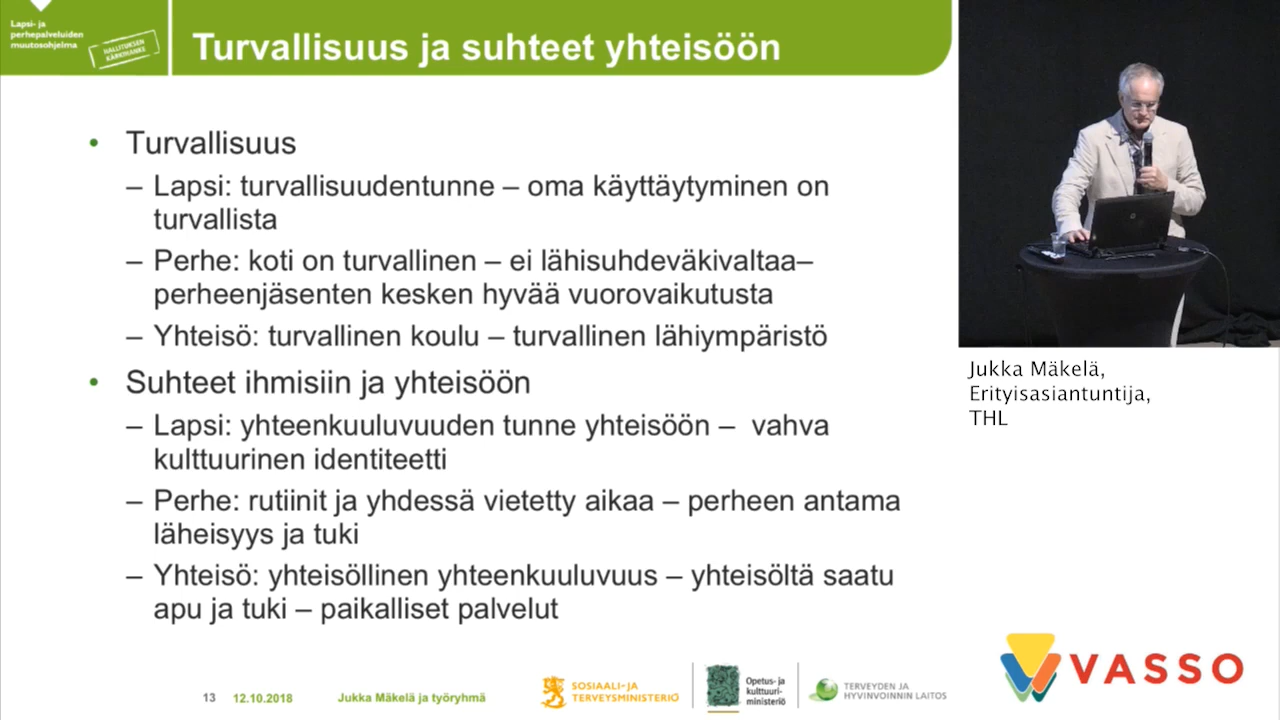 Lapsi- ja
perhepalveluiden
muutosohjelma
HALLITUKSEN
KÄRKIHANKE
Turvallisuus ja suhteet yhteisöön
• Turvallisuus
– Lapsi: turvallisuudentunne – oma käyttäytyminen on
turvallista
– Perhe: koti on turvallinen – ei lähisuhdeväkivaltaa–
perheenjäsenten kesken hyvää vuorovaikutusta
– Yhteisö: turvallinen koulu – turvallinen lähiympäristö
• Suhteet ihmisiin ja yhteisöön
– Lapsi: yhteenkuuluvuuden tunne yhteisöön – vahva
kulttuurinen identiteetti
– Perhe: rutiinit ja yhdessä vietetty aikaa – perheen antama
läheisyys ja tuki
– Yhteisö: yhteisöllinen yhteenkuuluvuus – yhteisöltä saatu
apu ja tuki – paikalliset palvelut
Jukka Mäkelä,
Erityisasiantuntija,
THL
13 12.10.2018 Jukka Mäkelä ja työryhmä
SOSIAALI- JA
TERVEYSMINISTERIÖ
Opetus- ja
kulttuuri-
ministeriö
TERVEYDEN JA
HYVINVOINNIN LAITOS
VASSO